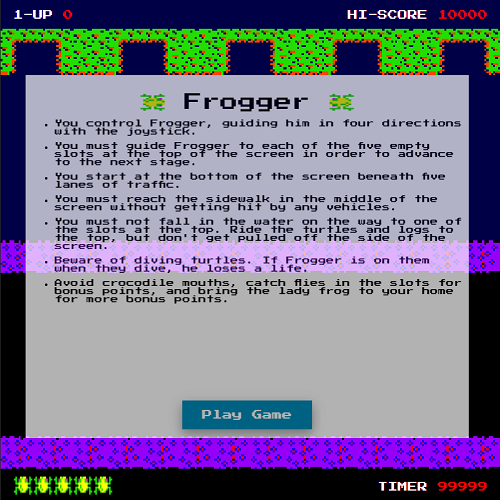 1-UP 0 HI-SCORE 10000
Frogger
• You control Frogger, guiding him in four directions
with the joystick.
• You must guide Frogger to each of the five empty
slots at the top of the screen in order to advance
to the next stage.
• You start at the bottom of the screen beneath five
lanes of traffic.
• You must reach the sidewalk in the middle of the
screen without getting hit by any vehicles.
• You must not fall in the water on the way to one of
the slots at the top. Ride the turtles and logs to
the top, but don't get pulled off the side of the
screen.
• Beware of diving turtles. If Frogger is on them
when they dive, he loses a life.
• Avoid crocodile mouths, catch flies in the slots for
bonus points, and bring the lady frog to your home
for more bonus points.
Play Game
TIMER 99999